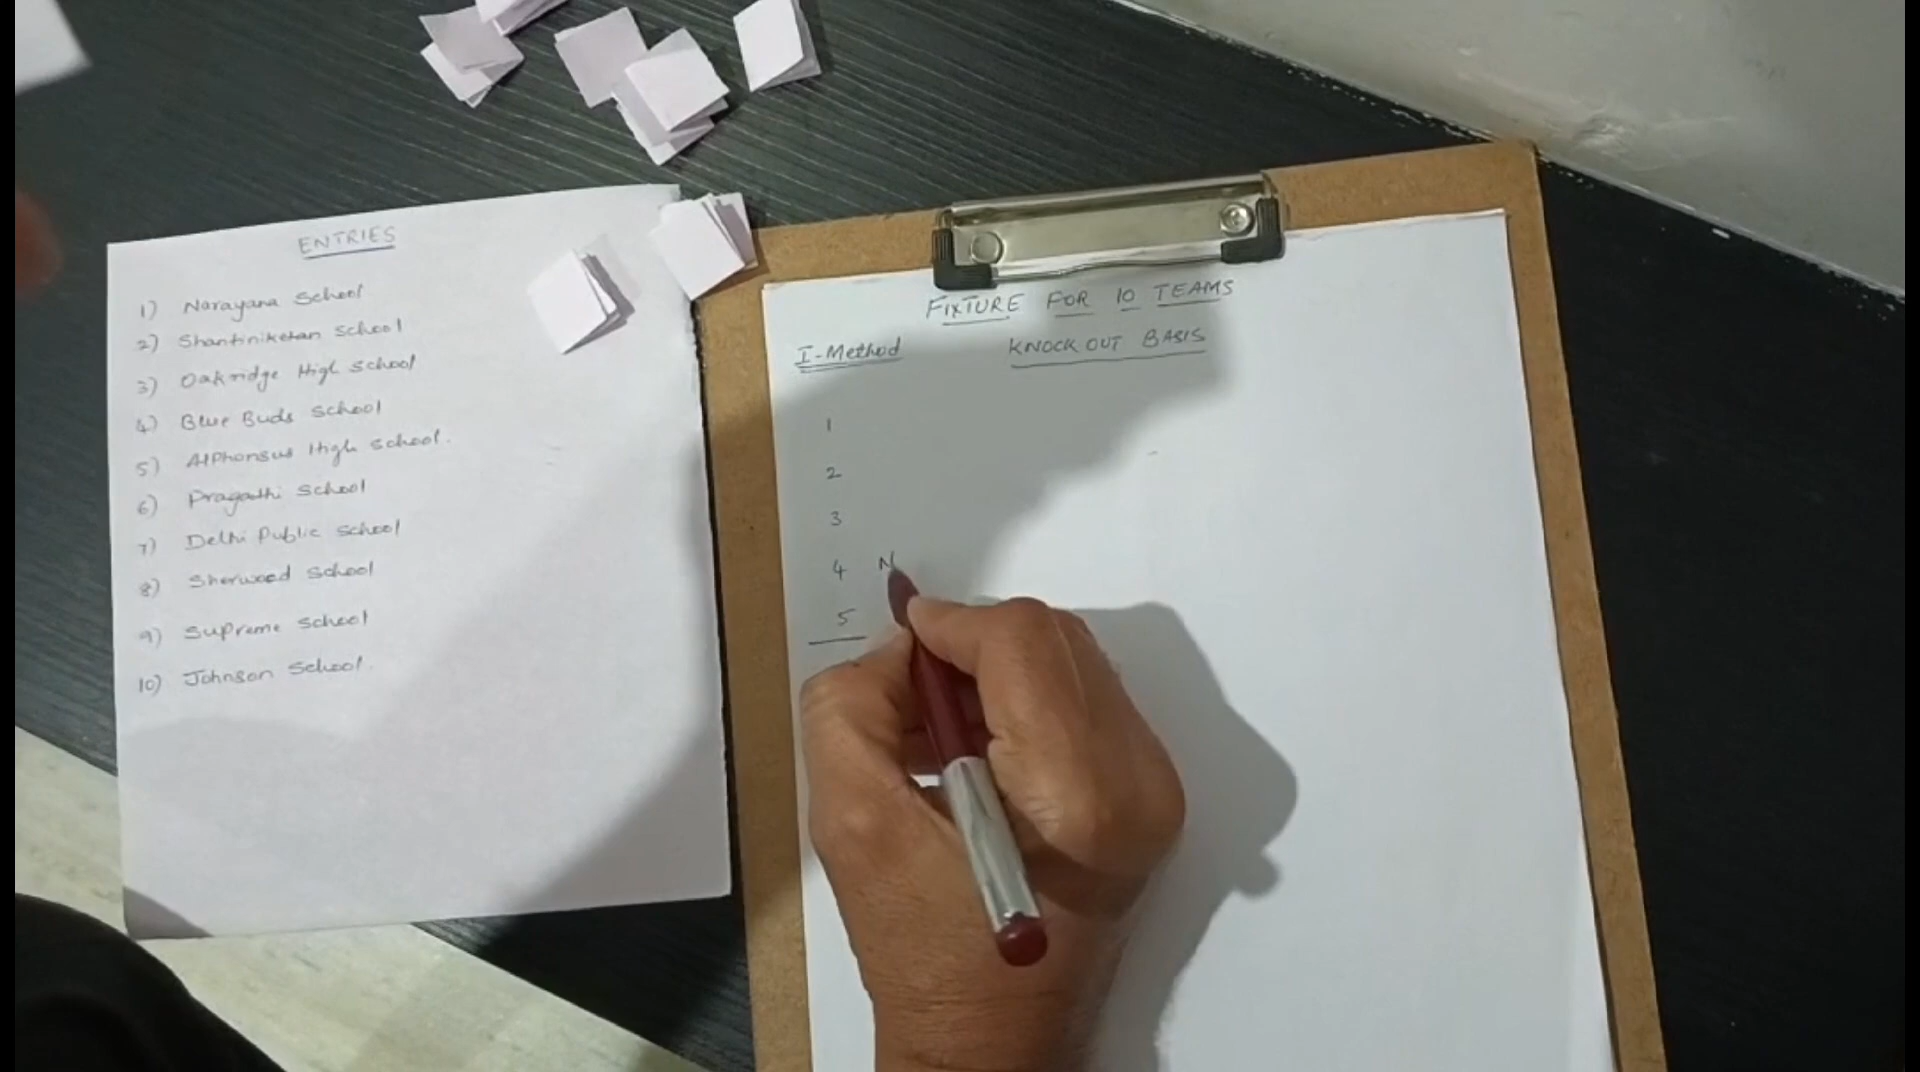 ENTRIES
1) Narayana School
2) Shantiniketan School
3) Oakridge High School
4) Blue Buds School
5) Alphonsus High School.
6) Pragathi School
7) Delhi Public School
8) Sherwood School
9) Supreme School
10) Johnson School.
FIXTURE FOR 10 TEAMS
I-Method KNOCK OUT BASIS
1
2
3
4 N
5